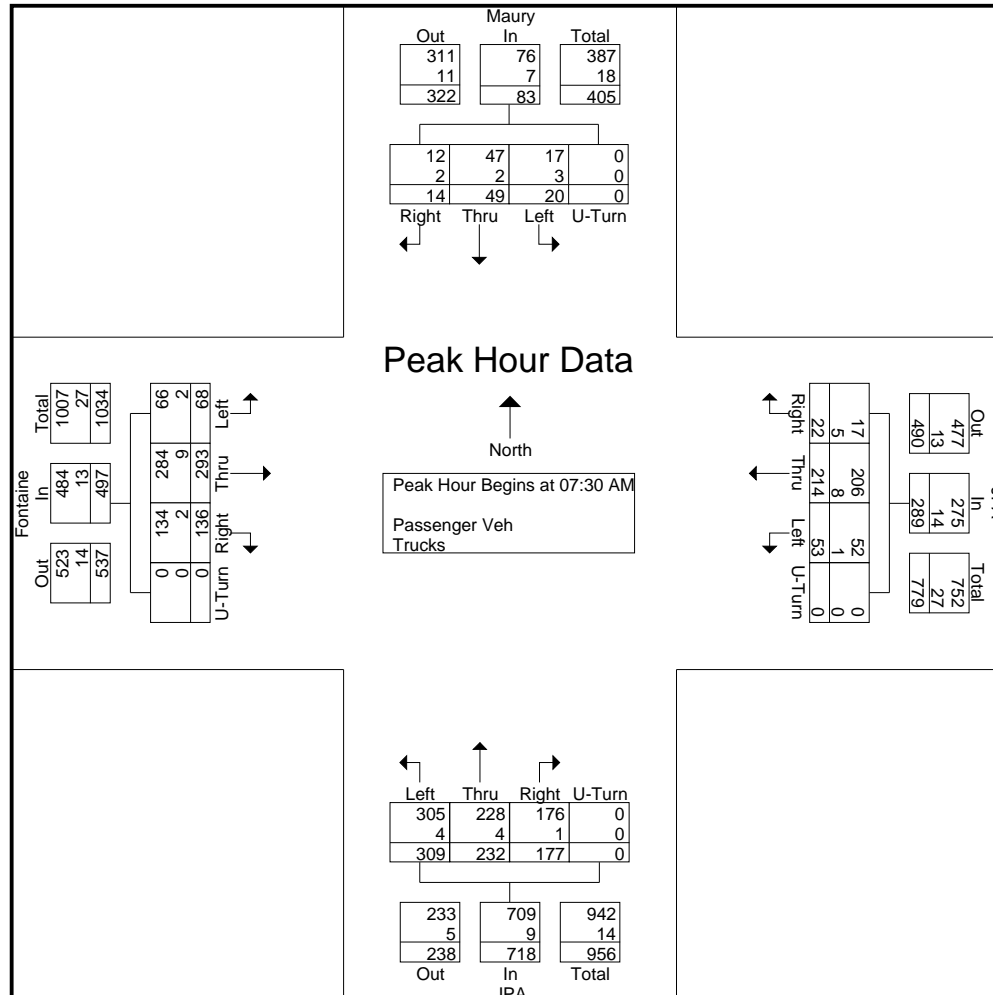 Maury
Out In Total
311 76 387
11 7 18
322 83 405
12 47 17 0
2 2 3 0
14 49 20 0
Right Thru Left U-Turn
Peak Hour Data
North
Peak Hour Begins at 07:30 AM
Passenger Veh
Trucks
Fontaine
Total In Out
1007 484 523
27 13 14
1034 497 537
66 284 134 0
2 9 2 0
68 293 136 0
Left Thru Right U-Turn
Right Thru Left U-Turn
17 206 52 0
5 8 1 0
22 214 53 0
Out In Total
477 275 752
13 14 27
490 289 779
Left Thru Right U-Turn
305 228 176 0
4 4 1 0
309 232 177 0
233 709 942
5 9 14
238 718 956
Out In Total
JPA